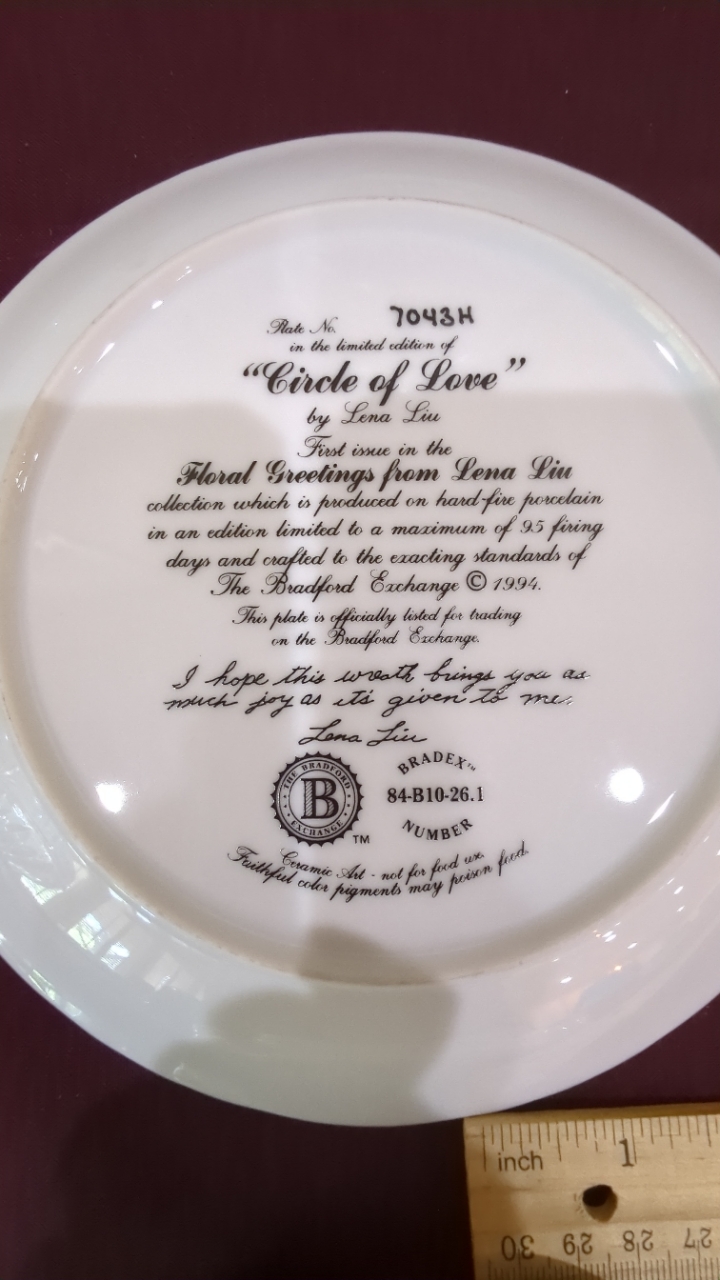 Plate No. 7043H
in the limited edition of
“Circle of Love”
by Lena Liu
First issue in the
Floral Greetings from Lena Liu
collection which is produced on hard-fire porcelain
in an edition limited to a maximum of 95 firing
days and crafted to the exacting standards of
The Bradford Exchange © 1994.
This plate is officially listed for trading
on the Bradford Exchange.
I hope this wreath brings you as
much joy as it's given to me.
Lena Liu
THE BRADFORD
B
EXCHANGE
TM
BRADEX™
84-B10-26.1
NUMBER
Ceramic Art - not for food use.
Faithful color pigments may poison food.
inch 1
30 29 28 27